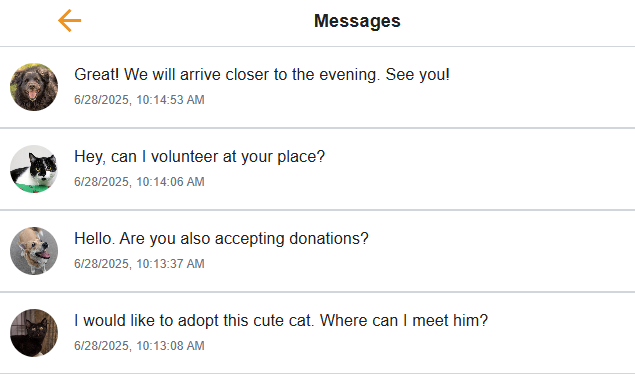 Messages
Great! We will arrive closer to the evening. See you!
6/28/2025, 10:14:53 AM
Hey, can I volunteer at your place?
6/28/2025, 10:14:06 AM
Hello. Are you also accepting donations?
6/28/2025, 10:13:37 AM
I would like to adopt this cute cat. Where can I meet him?
6/28/2025, 10:13:08 AM